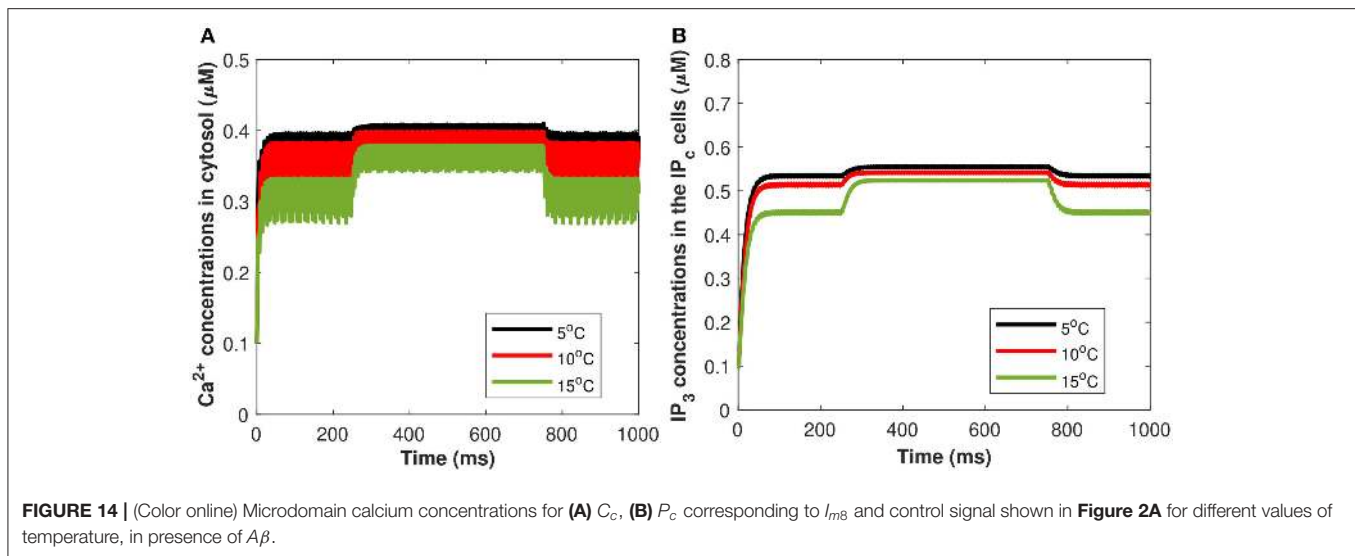 A
Ca²⁺ concentrations in cytosol (μM)
0.5
0.4
0.3
0.2
0.1
0
5°C
10°C
15°C
0 200 400 600 800 1000
Time (ms)
B
IP₃ concentrations in the IP_c cells (μM)
0.8
0.7
0.6
0.5
0.4
0.3
0.2
0.1
0
5°C
10°C
15°C
0 200 400 600 800 1000
Time (ms)
FIGURE 14 | (Color online) Microdomain calcium concentrations for (A) C_c, (B) P_c corresponding to I_m8 and control signal shown in Figure 2A for different values of
temperature, in presence of Aβ.